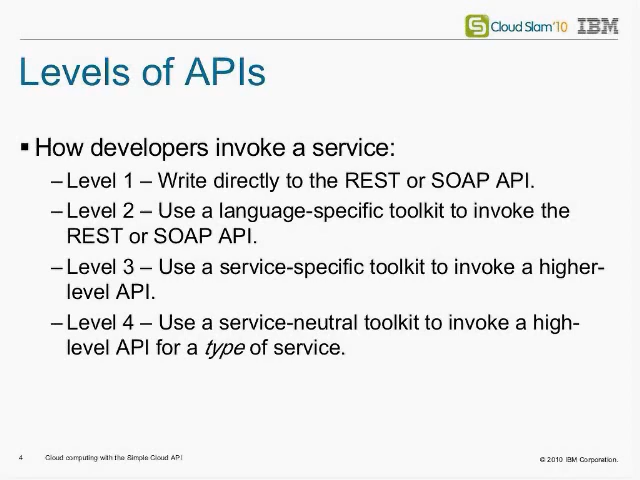 Cloud Slam'10 IBM
Levels of APIs
▪ How developers invoke a service:
– Level 1 – Write directly to the REST or SOAP API.
– Level 2 – Use a language-specific toolkit to invoke the
REST or SOAP API.
– Level 3 – Use a service-specific toolkit to invoke a higher-
level API.
– Level 4 – Use a service-neutral toolkit to invoke a high-
level API for a type of service.
4 Cloud computing with the Simple Cloud API © 2010 IBM Corporation.